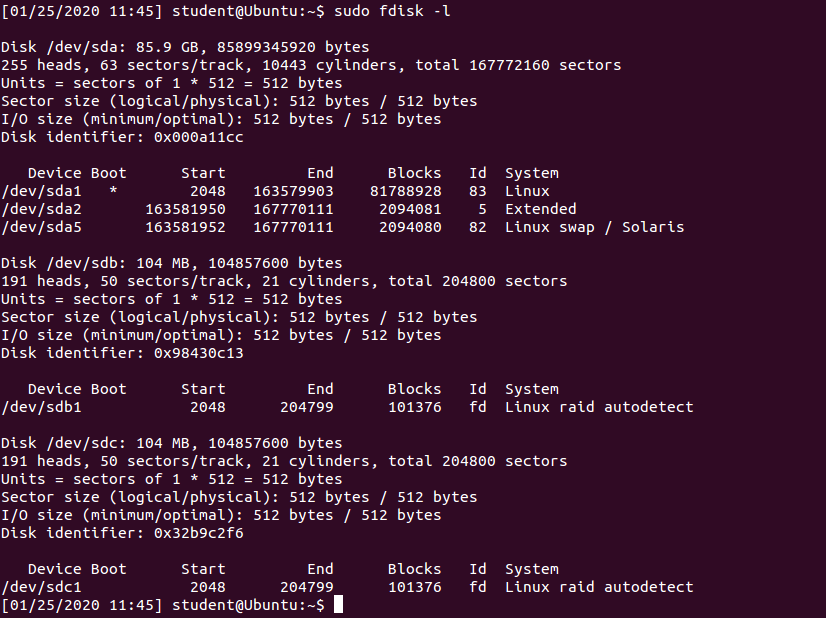 [01/25/2020 11:45] student@Ubuntu:~$ sudo fdisk -l
Disk /dev/sda: 85.9 GB, 85899345920 bytes
255 heads, 63 sectors/track, 10443 cylinders, total 167772160 sectors
Units = sectors of 1 * 512 = 512 bytes
Sector size (logical/physical): 512 bytes / 512 bytes
I/O size (minimum/optimal): 512 bytes / 512 bytes
Disk identifier: 0x000a11cc
   Device Boot      Start         End      Blocks   Id  System
/dev/sda1   *        2048   163579903    81788928   83  Linux
/dev/sda2       163581950   167770111     2094081    5  Extended
/dev/sda5       163581952   167770111     2094080   82  Linux swap / Solaris
Disk /dev/sdb: 104 MB, 104857600 bytes
191 heads, 50 sectors/track, 21 cylinders, total 204800 sectors
Units = sectors of 1 * 512 = 512 bytes
Sector size (logical/physical): 512 bytes / 512 bytes
I/O size (minimum/optimal): 512 bytes / 512 bytes
Disk identifier: 0x98430c13
   Device Boot      Start         End      Blocks   Id  System
/dev/sdb1            2048      204799      101376   fd  Linux raid autodetect
Disk /dev/sdc: 104 MB, 104857600 bytes
191 heads, 50 sectors/track, 21 cylinders, total 204800 sectors
Units = sectors of 1 * 512 = 512 bytes
Sector size (logical/physical): 512 bytes / 512 bytes
I/O size (minimum/optimal): 512 bytes / 512 bytes
Disk identifier: 0x32b9c2f6
   Device Boot      Start         End      Blocks   Id  System
/dev/sdc1            2048      204799      101376   fd  Linux raid autodetect
[01/25/2020 11:45] student@Ubuntu:~$